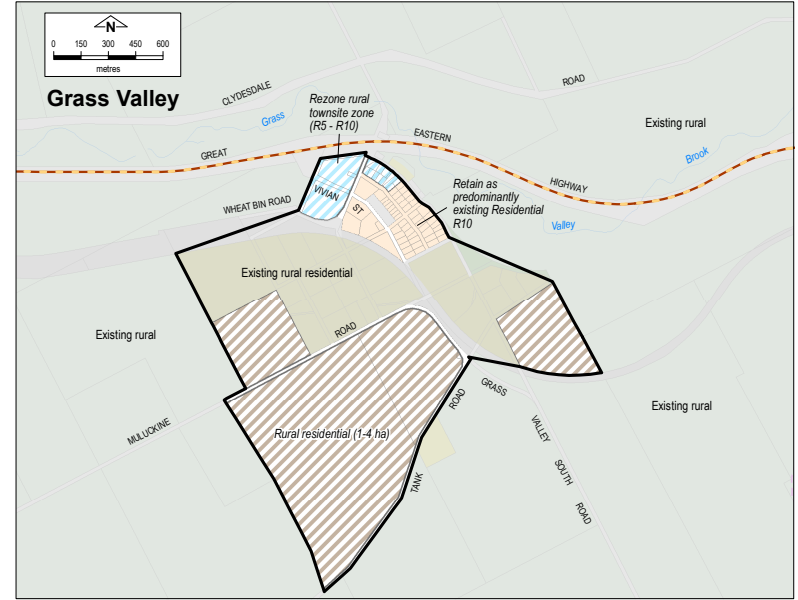 N
0 150 300 450 600
metres
Grass Valley
CLYDESDALE
ROAD
Grass
Rezone rural
townsite zone
(R5 - R10)
Existing rural
GREAT
EASTERN
HIGHWAY
Brook
Valley
Retain as
predominantly
existing Residential
R10
WHEAT BIN ROAD
VIVIAN
ST
Existing rural residential
Existing rural
ROAD
MULUCKINE
Rural residential (1-4 ha)
ROAD
TANK
GRASS
VALLEY
SOUTH
ROAD
Existing rural